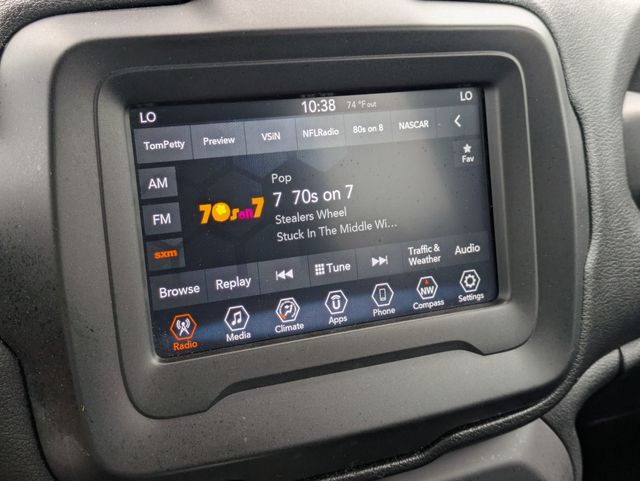 LO 10:38 74 °F out LO
TomPetty Preview VSiN NFLRadio 80s on 8 NASCAR
AM
FM
sxm
70s on 7
Pop
7 70s on 7
Stealers Wheel
Stuck In The Middle Wi...
Fav
Browse Replay Tune Traffic &
Weather Audio
Radio Media Climate Apps Phone NW
Compass Settings